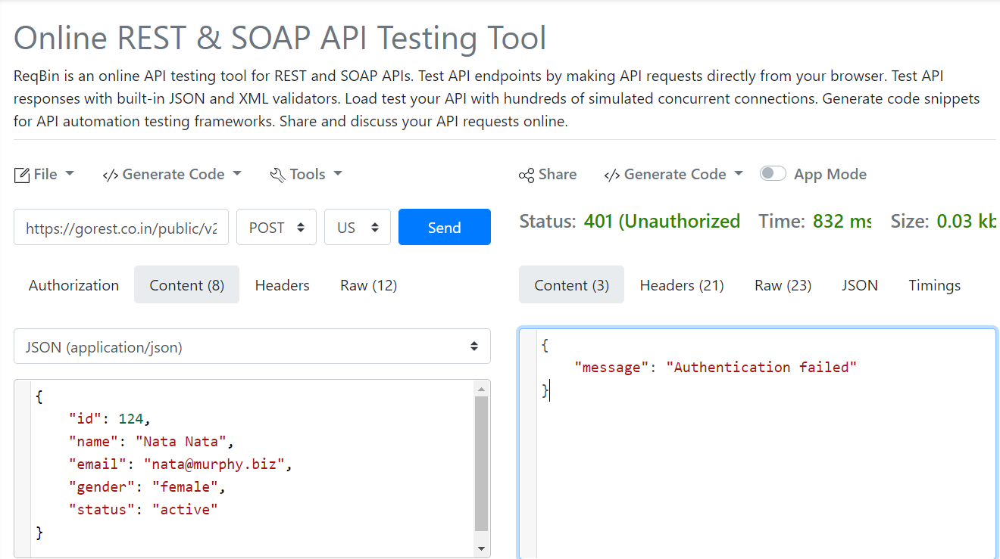 Online REST & SOAP API Testing Tool
ReqBin is an online API testing tool for REST and SOAP APIs. Test API endpoints by making API requests directly from your browser. Test API
responses with built-in JSON and XML validators. Load test your API with hundreds of simulated concurrent connections. Generate code snippets
for API automation testing frameworks. Share and discuss your API requests online.
File </> Generate Code Tools Share </> Generate Code App Mode
https://gorest.co.in/public/v2 POST US Send
Status: 401 (Unauthorized Time: 832 ms Size: 0.03 kb
Authorization Content (8) Headers Raw (12)
Content (3) Headers (21) Raw (23) JSON Timings
JSON (application/json)
{
"id": 124,
"name": "Nata Nata",
"email": "nata@murphy.biz",
"gender": "female",
"status": "active"
}
{
"message": "Authentication failed"
}